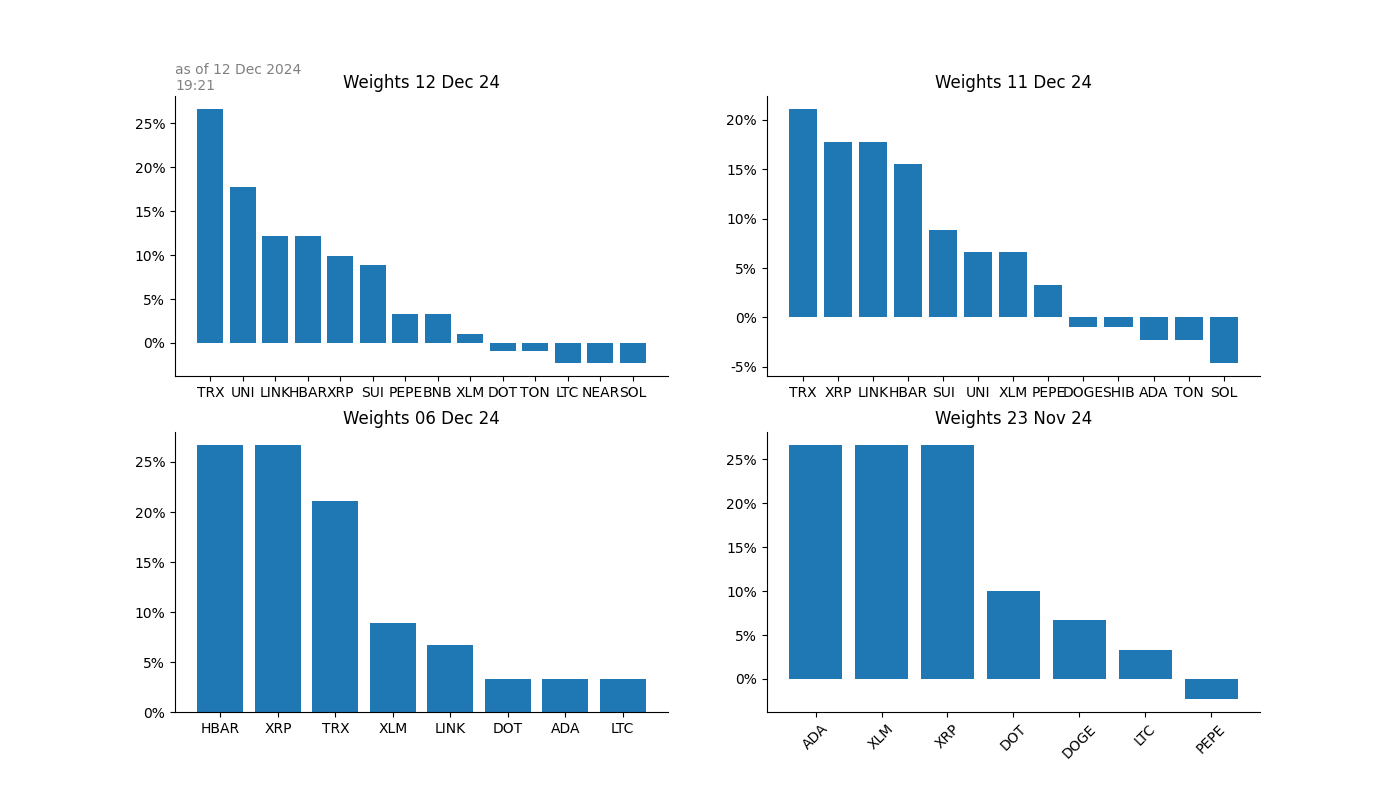 as of 12 Dec 2024
19:21
Weights 12 Dec 24
25%
20%
15%
10%
5%
0%
TRX UNI LINK HBAR XRP SUI PEPE BNB XLM DOT TON LTC NEAR SOL
Weights 11 Dec 24
20%
15%
10%
5%
0%
-5%
TRX XRP LINK HBAR SUI UNI XLM PEPE DOGE SHIB ADA TON SOL
Weights 06 Dec 24
25%
20%
15%
10%
5%
0%
HBAR XRP TRX XLM LINK DOT ADA LTC
Weights 23 Nov 24
25%
20%
15%
10%
5%
0%
ADA XLM XRP DOT DOGE LTC PEPE